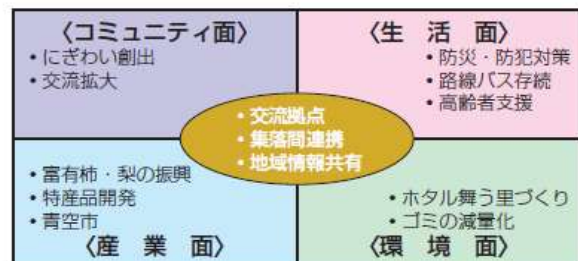 〈コミュニティ面〉
・にぎわい創出
・交流拡大
〈生 活 面〉
・防災・防犯対策
・路線バス存続
・高齢者支援
・交流拠点
・集落間連携
・地域情報共有
・富有柿・梨の振興
・特産品開発
・青空市
〈産 業 面〉
・ホタル舞う里づくり
・ゴミの減量化
〈環 境 面〉